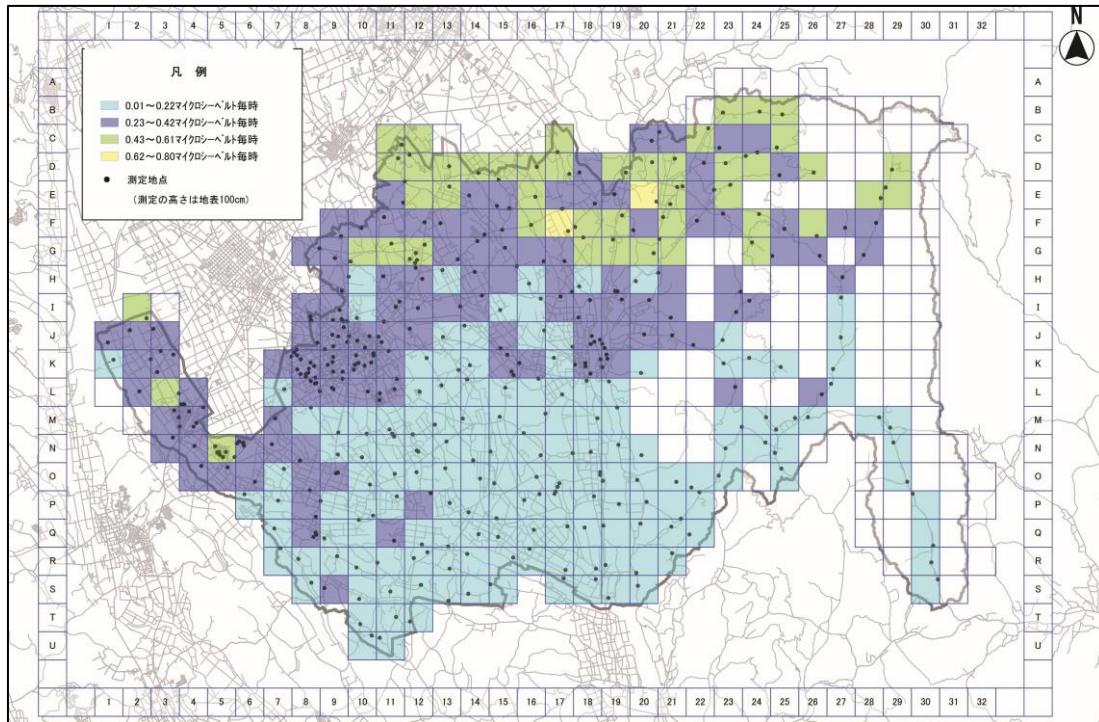 1 2 3 4 5 6 7 8 9 10 11 12 13 14 15 16 17 18 19 20 21 22 23 24 25 26 27 28 29 30 31 32
N
凡 例
0.01～0.22マイクロシーベルト毎時
0.23～0.42マイクロシーベルト毎時
0.43～0.61マイクロシーベルト毎時
0.62～0.80マイクロシーベルト毎時
測定地点
(測定の高さは地表100cm)
A A
B B
C C
D D
E E
F F
G G
H H
I I
J J
K K
L L
M M
N N
O O
P P
Q Q
R R
S S
T T
U U
1 2 3 4 5 6 7 8 9 10 11 12 13 14 15 16 17 18 19 20 21 22 23 24 25 26 27 28 29 30 31 32